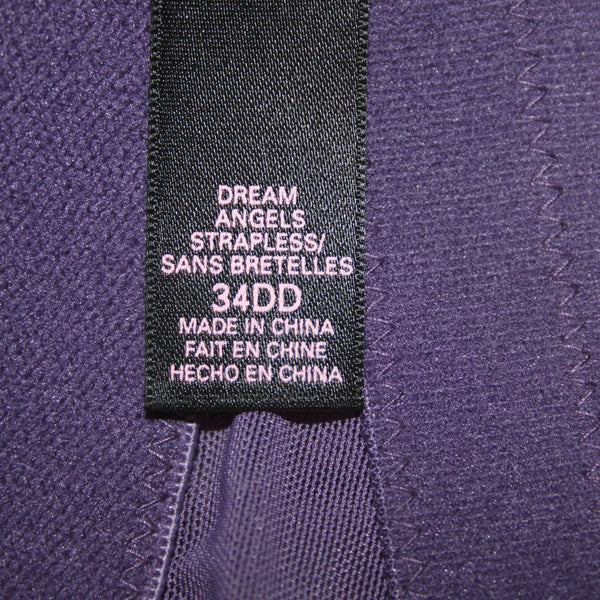 DREAM
ANGELS
STRAPLESS/
SANS BRETELLES
34DD
MADE IN CHINA
FAIT EN CHINE
HECHO EN CHINA